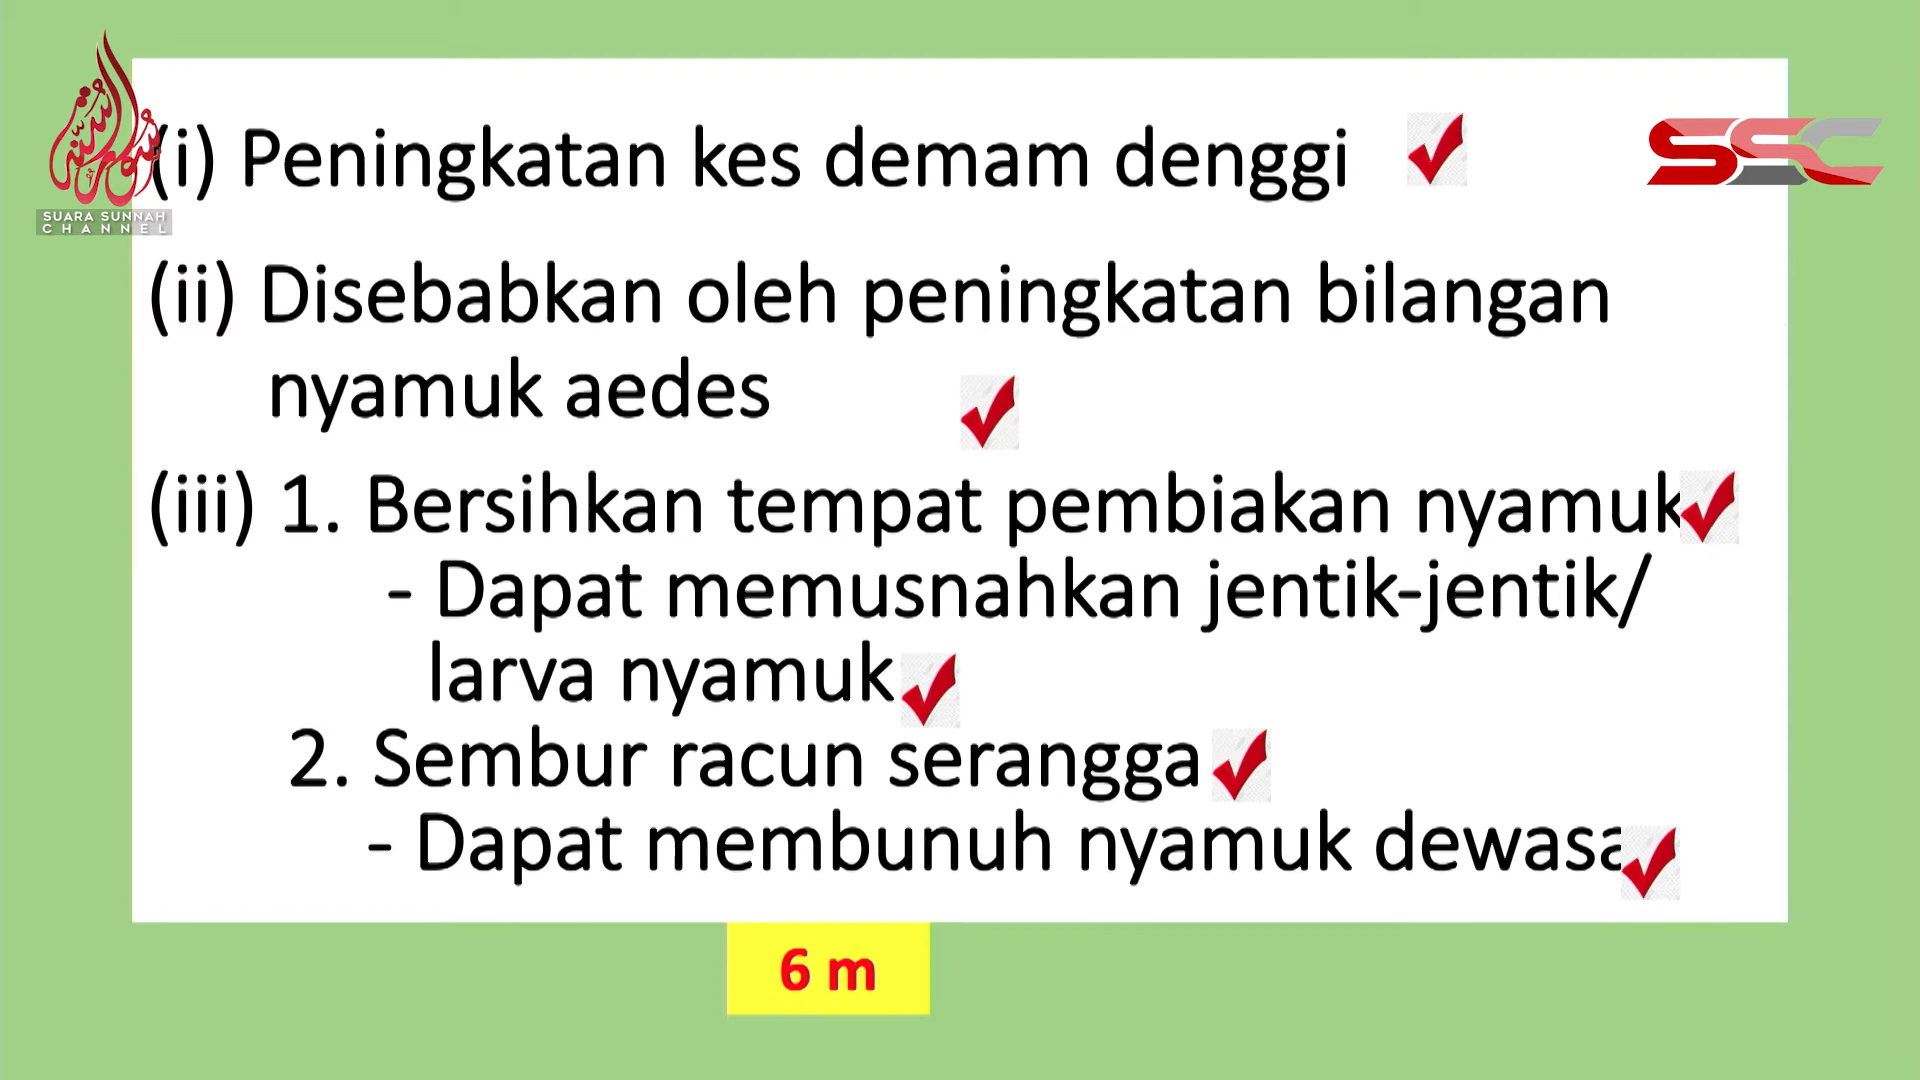 (i) Peningkatan kes demam denggi
(ii) Disebabkan oleh peningkatan bilangan
nyamuk aedes
(iii) 1. Bersihkan tempat pembiakan nyamuk
- Dapat memusnahkan jentik-jentik/
larva nyamuk
2. Sembur racun serangga
- Dapat membunuh nyamuk dewasa
6 m
SUARA SUNNAH
CHANNEL
SSC